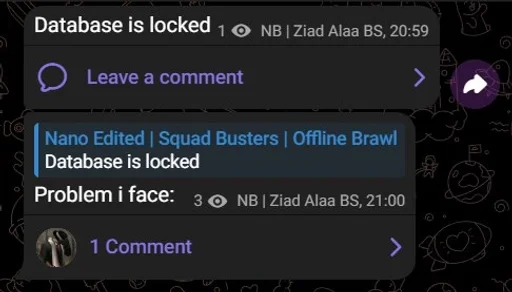 Database is locked 1 NB | Ziad Alaa BS, 20:59
Leave a comment
Nano Edited | Squad Busters | Offline Brawl
Database is locked
Problem i face: 3 NB | Ziad Alaa BS, 21:00
1 Comment